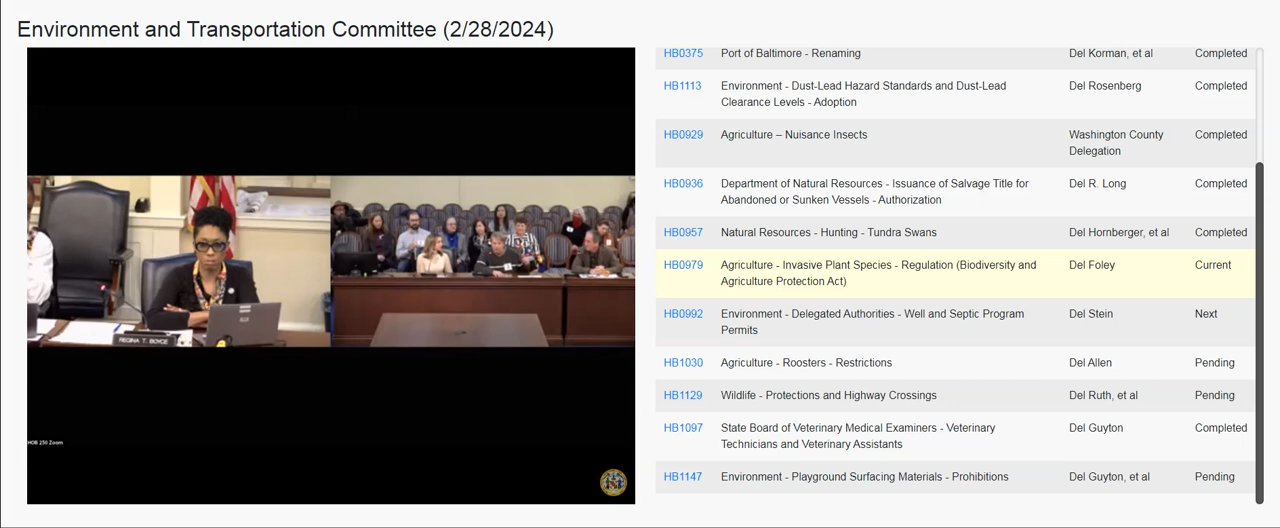 Environment and Transportation Committee (2/28/2024)
HB0375 Port of Baltimore - Renaming Del Korman, et al Completed
HB1113 Environment - Dust-Lead Hazard Standards and Dust-Lead Del Rosenberg Completed
Clearance Levels - Adoption
HB0929 Agriculture – Nuisance Insects Washington County Completed
Delegation
HB0936 Department of Natural Resources - Issuance of Salvage Title for Del R. Long Completed
Abandoned or Sunken Vessels - Authorization
HB0957 Natural Resources - Hunting - Tundra Swans Del Hornberger, et al Completed
HB0979 Agriculture - Invasive Plant Species - Regulation (Biodiversity and Del Foley Current
Agriculture Protection Act)
HB0992 Environment - Delegated Authorities - Well and Septic Program Del Stein Next
Permits
HB1030 Agriculture - Roosters - Restrictions Del Allen Pending
HB1129 Wildlife - Protections and Highway Crossings Del Ruth, et al Pending
HB1097 State Board of Veterinary Medical Examiners - Veterinary Del Guyton Completed
Technicians and Veterinary Assistants
HB1147 Environment - Playground Surfacing Materials - Prohibitions Del Guyton, et al Pending
REGINA T. BOYCE
HOB 250 Zoom